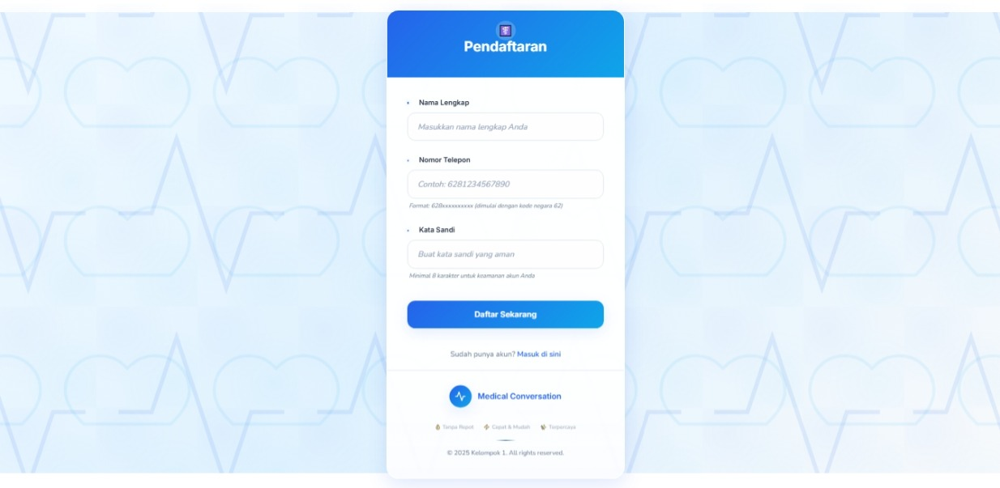 Pendaftaran
Nama Lengkap
Masukkan nama lengkap Anda
Nomor Telepon
Contoh: 6281234567890
Format: 628xxxxxxxxxx (dimulai dengan kode negara 62)
Kata Sandi
Buat kata sandi yang aman
Minimal 8 karakter untuk keamanan akun Anda
Daftar Sekarang
Sudah punya akun? Masuk di sini
Medical Conversation
Tanpa Repot Cepat & Mudah Terpercaya
© 2025 Kelompok 1. All rights reserved.